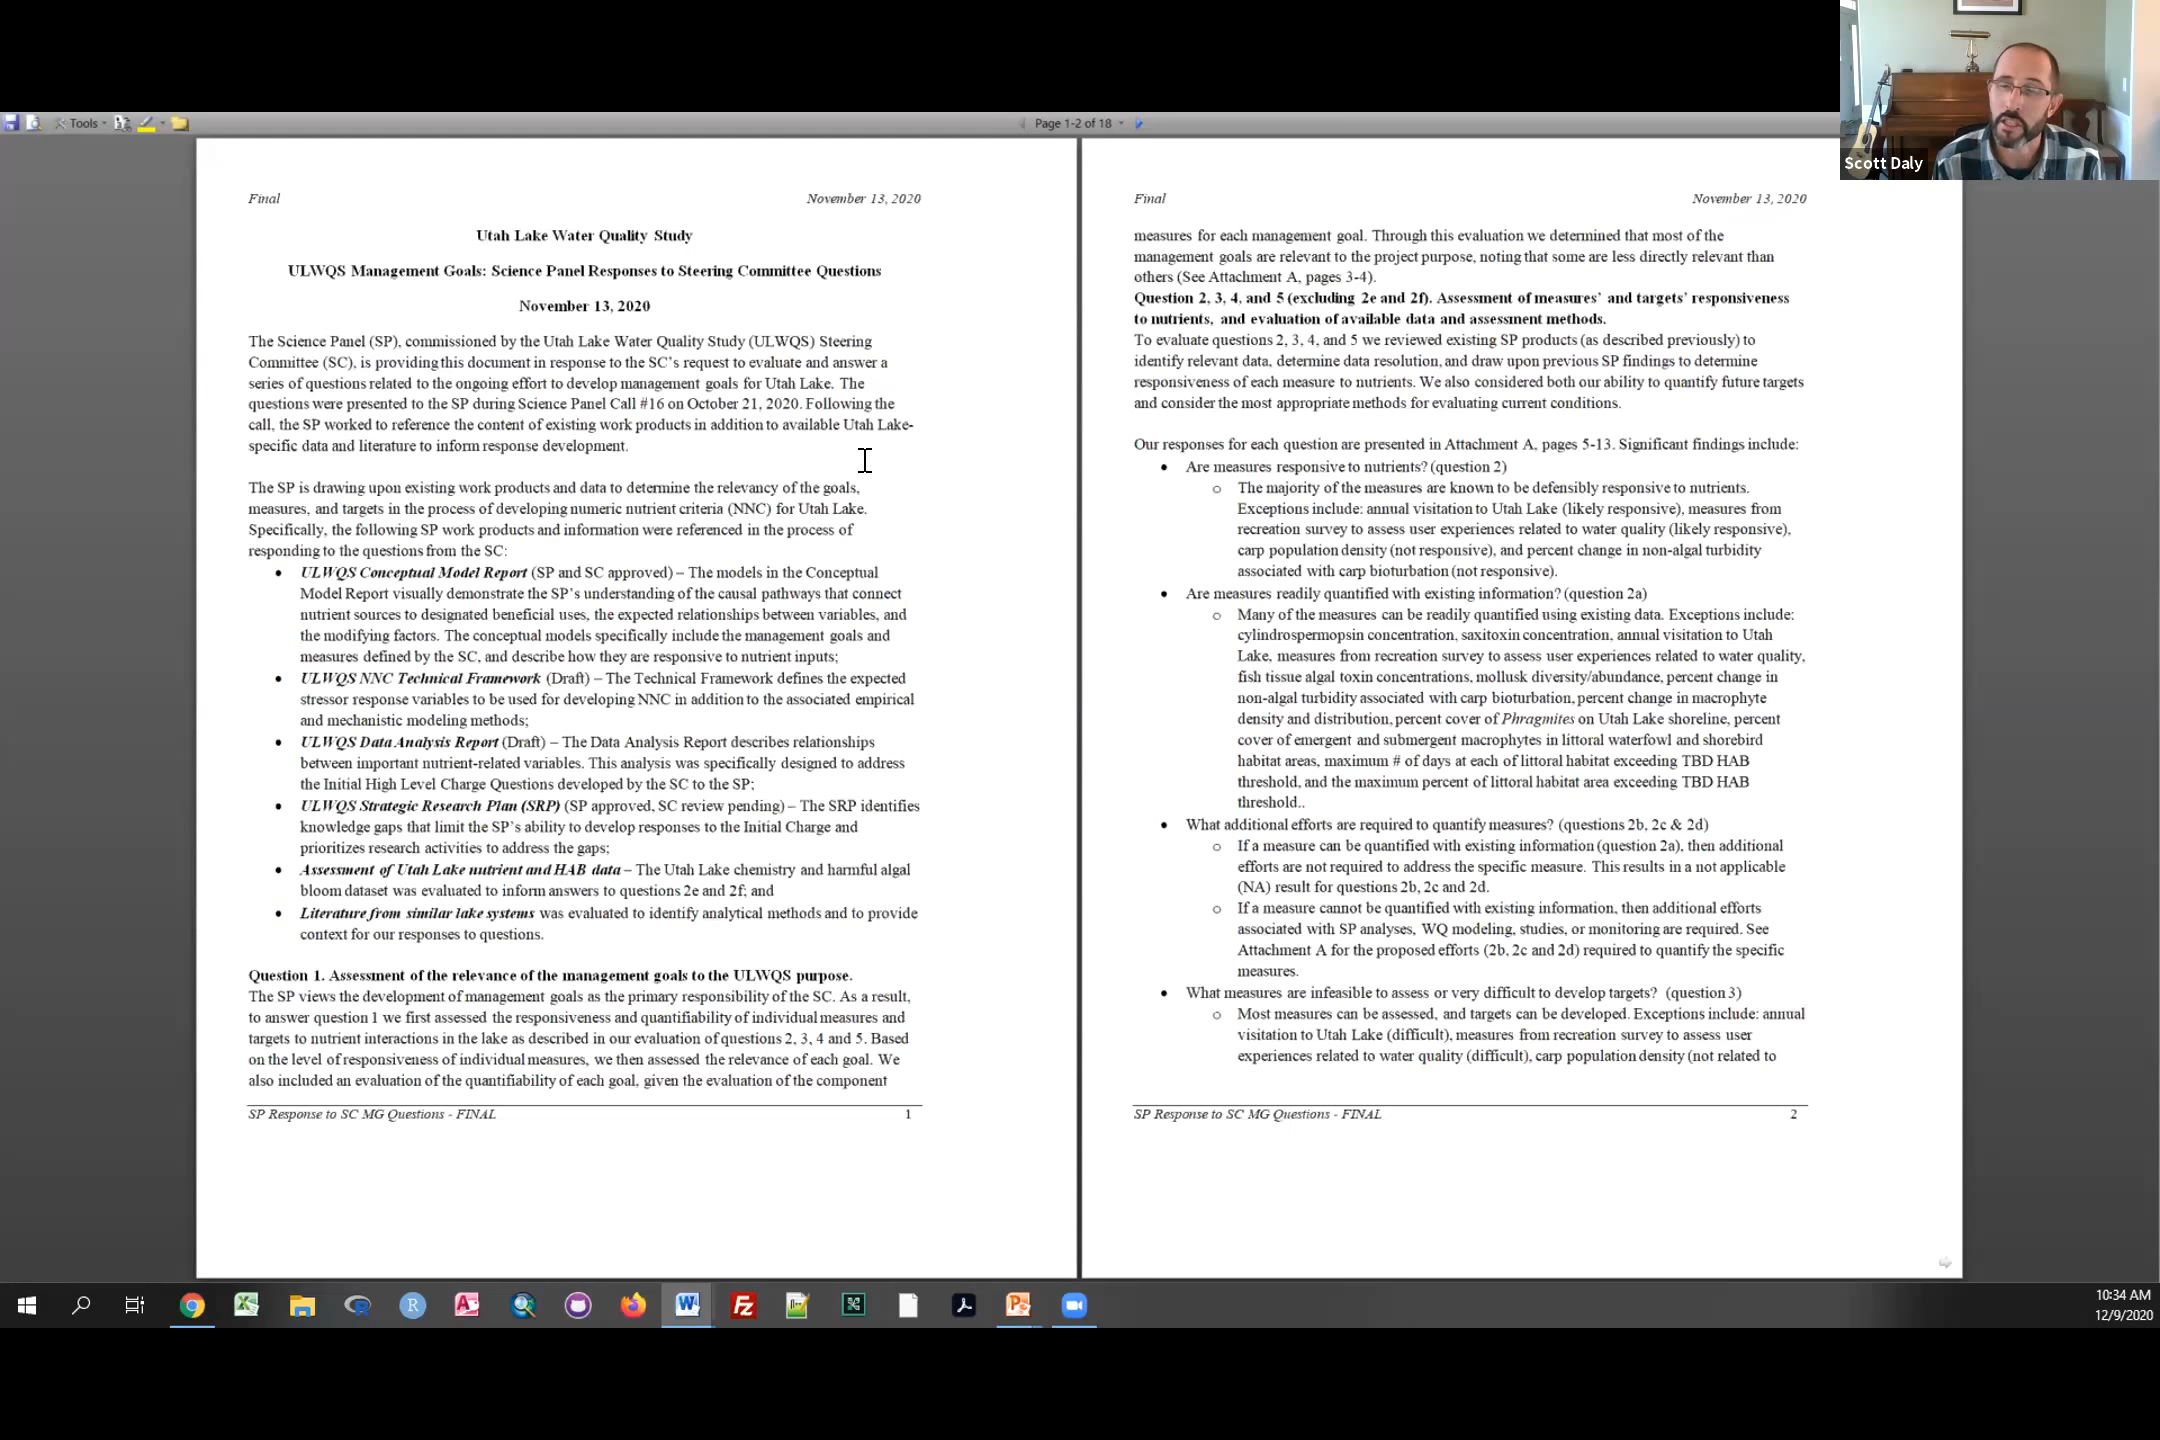 Scott Daly
Tools
Page 1-2 of 18
Final November 13, 2020
Utah Lake Water Quality Study
ULWQS Management Goals: Science Panel Responses to Steering Committee Questions
November 13, 2020
The Science Panel (SP), commissioned by the Utah Lake Water Quality Study (ULWQS) Steering
Committee (SC), is providing this document in response to the SC's request to evaluate and answer a
series of questions related to the ongoing effort to develop management goals for Utah Lake. The
questions were presented to the SP during Science Panel Call #16 on October 21, 2020. Following the
call, the SP worked to reference the content of existing work products in addition to available Utah Lake-
specific data and literature to inform response development.
The SP is drawing upon existing work products and data to determine the relevancy of the goals,
measures, and targets in the process of developing numeric nutrient criteria (NNC) for Utah Lake.
Specifically, the following SP work products and information were referenced in the process of
responding to the questions from the SC:
• ULWQS Conceptual Model Report (SP and SC approved) – The models in the Conceptual
Model Report visually demonstrate the SP's understanding of the causal pathways that connect
nutrient sources to designated beneficial uses, the expected relationships between variables, and
the modifying factors. The conceptual models specifically include the management goals and
measures defined by the SC, and describe how they are responsive to nutrient inputs;
• ULWQS NNC Technical Framework (Draft) – The Technical Framework defines the expected
stressor response variables to be used for developing NNC in addition to the associated empirical
and mechanistic modeling methods;
• ULWQS Data Analysis Report (Draft) – The Data Analysis Report describes relationships
between important nutrient-related variables. This analysis was specifically designed to address
the Initial High Level Charge Questions developed by the SC to the SP;
• ULWQS Strategic Research Plan (SRP) (SP approved, SC review pending) – The SRP identifies
knowledge gaps that limit the SP's ability to develop responses to the Initial Charge and
prioritizes research activities to address the gaps;
• Assessment of Utah Lake nutrient and HAB data – The Utah Lake chemistry and harmful algal
bloom dataset was evaluated to inform answers to questions 2e and 2f; and
• Literature from similar lake systems was evaluated to identify analytical methods and to provide
context for our responses to questions.
Question 1. Assessment of the relevance of the management goals to the ULWQS purpose.
The SP views the development of management goals as the primary responsibility of the SC. As a result,
to answer question 1 we first assessed the responsiveness and quantifiability of individual measures and
targets to nutrient interactions in the lake as described in our evaluation of questions 2, 3, 4 and 5. Based
on the level of responsiveness of individual measures, we then assessed the relevance of each goal. We
also included an evaluation of the quantifiability of each goal, given the evaluation of the component
SP Response to SC MG Questions - FINAL 1
Final November 13, 2020
measures for each management goal. Through this evaluation we determined that most of the
management goals are relevant to the project purpose, noting that some are less directly relevant than
others (See Attachment A, pages 3-4).
Question 2, 3, 4, and 5 (excluding 2e and 2f). Assessment of measures' and targets' responsiveness
to nutrients, and evaluation of available data and assessment methods.
To evaluate questions 2, 3, 4, and 5 we reviewed existing SP products (as described previously) to
identify relevant data, determine data resolution, and draw upon previous SP findings to determine
responsiveness of each measure to nutrients. We also considered both our ability to quantify future targets
and consider the most appropriate methods for evaluating current conditions.
Our responses for each question are presented in Attachment A, pages 5-13. Significant findings include:
• Are measures responsive to nutrients? (question 2)
o The majority of the measures are known to be defensibly responsive to nutrients.
Exceptions include: annual visitation to Utah Lake (likely responsive), measures from
recreation survey to assess user experiences related to water quality (likely responsive),
carp population density (not responsive), and percent change in non-algal turbidity
associated with carp bioturbation (not responsive).
• Are measures readily quantified with existing information? (question 2a)
o Many of the measures can be readily quantified using existing data. Exceptions include:
cylindrospermopsin concentration, saxitoxin concentration, annual visitation to Utah
Lake, measures from recreation survey to assess user experiences related to water quality,
fish tissue algal toxin concentrations, mollusk diversity/abundance, percent change in
non-algal turbidity associated with carp bioturbation, percent change in macrophyte
density and distribution, percent cover of Phragmites on Utah Lake shoreline, percent
cover of emergent and submergent macrophytes in littoral waterfowl and shorebird
habitat areas, maximum # of days at each of littoral habitat exceeding TBD HAB
threshold, and the maximum percent of littoral habitat area exceeding TBD HAB
threshold..
• What additional efforts are required to quantify measures? (questions 2b, 2c & 2d)
o If a measure can be quantified with existing information (question 2a), then additional
efforts are not required to address the specific measure. This results in a not applicable
(NA) result for questions 2b, 2c and 2d.
o If a measure cannot be quantified with existing information, then additional efforts
associated with SP analyses, WQ modeling, studies, or monitoring are required. See
Attachment A for the proposed efforts (2b, 2c and 2d) required to quantify the specific
measures.
• What measures are infeasible to assess or very difficult to develop targets? (question 3)
o Most measures can be assessed, and targets can be developed. Exceptions include: annual
visitation to Utah Lake (difficult), measures from recreation survey to assess user
experiences related to water quality (difficult), carp population density (not related to
SP Response to SC MG Questions - FINAL 2
10:34 AM
12/9/2020